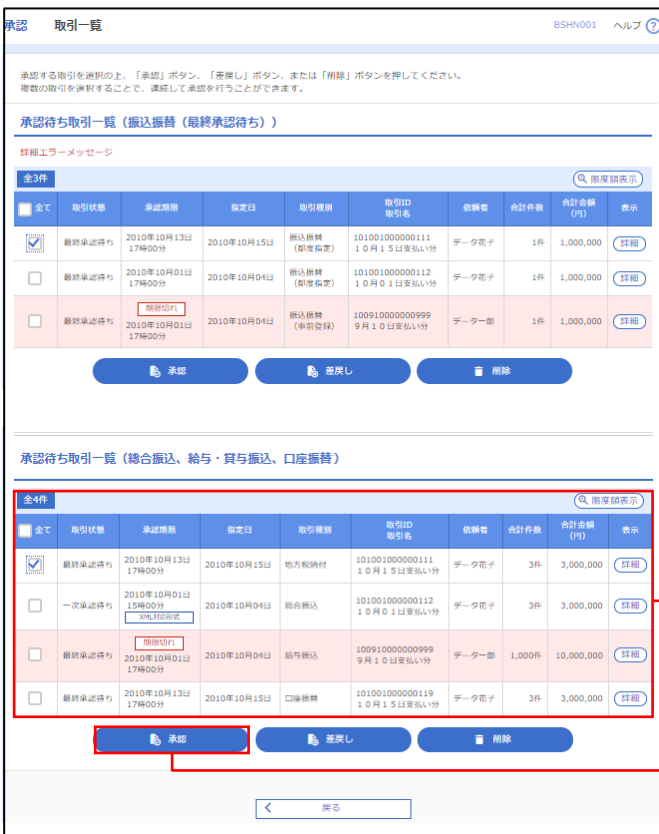 承認　取引一覧　BSHN001　ヘルプ ?
承認する取引を選択の上、「承認」ボタン、「差戻し」ボタン、または「削除」ボタンを押してください。
複数の取引を選択することで、連続して承認を行うことができます。
承認待ち取引一覧（振込振替（最終承認待ち））
詳細エラーメッセージ
全3件　限度額表示
全て　取引状態　承認期限　指定日　取引種別　取引ID　依頼者　合計件数　合計金額　表示
取引名　(円)
最終承認待ち　2010年10月13日　2010年10月15日　振込振替　101001000000111　データ花子　1件　1,000,000　詳細
17時00分　（都度指定）　１０月１５日支払い分
最終承認待ち　2010年10月01日　2010年10月04日　振込振替　101001000000112　データ花子　1件　1,000,000　詳細
17時00分　（都度指定）　１０月０１日支払い分
期限切れ
最終承認待ち　2010年10月01日　2010年10月04日　振込振替　100910000000999　データ一郎　1件　1,000,000　詳細
17時00分　（事前登録）　９月１０日支払い分
承認　差戻し　削除
承認待ち取引一覧（総合振込、給与・賞与振込、口座振替）
全4件　限度額表示
全て　取引状態　承認期限　指定日　取引種別　取引ID　依頼者　合計件数　合計金額　表示
取引名　(円)
最終承認待ち　2010年10月13日　2010年10月15日　地方税納付　101001000000111　データ花子　3件　3,000,000　詳細
17時00分　１０月１５日支払い分
一次承認待ち　2010年10月01日　2010年10月04日　総合振込　101001000000112　データ花子　3件　3,000,000　詳細
15時00分　１０月０１日支払い分
XML対応形式
期限切れ
最終承認待ち　2010年10月01日　2010年10月04日　給与振込　100910000000999　データ一郎　1,000件　10,000,000　詳細
17時00分　９月１０日支払い分
最終承認待ち　2010年10月13日　2010年10月15日　口座振替　101001000000119　データ花子　3件　3,000,000　詳細
17時00分　１０月１５日支払い分
承認　差戻し　削除
戻る